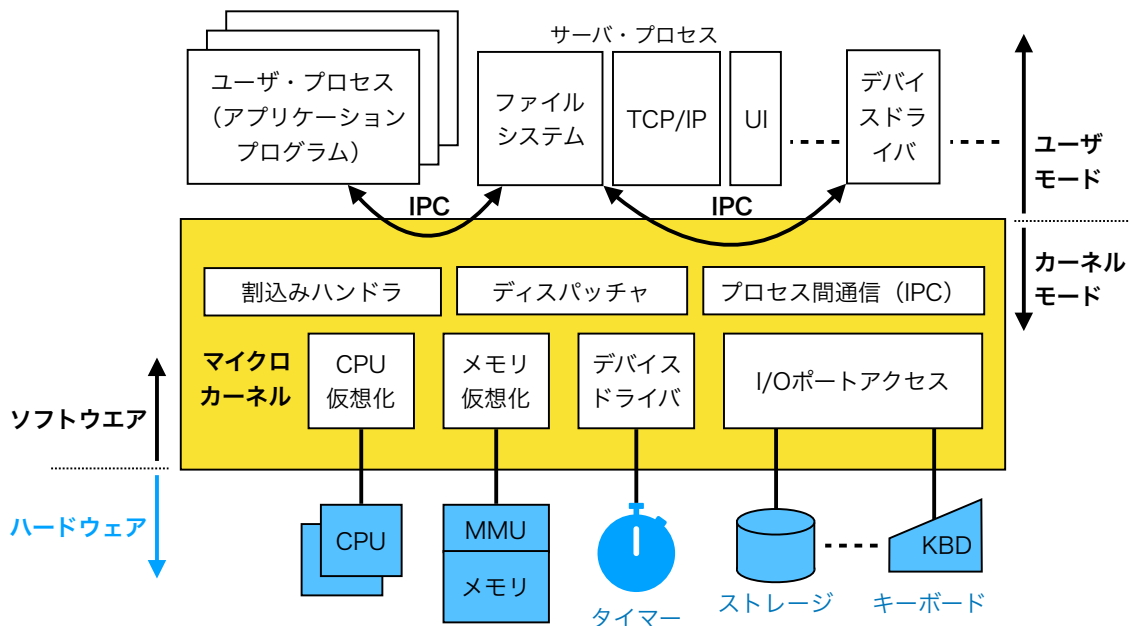 サーバ・プロセス
ユーザ・プロセス
（アプリケーション
プログラム）
ファイル
システム
TCP/IP
UI
デバイ
スドラ
イバ
ユーザ
モード
IPC
IPC
カーネル
モード
割込みハンドラ
ディスパッチャ
プロセス間通信（IPC）
マイクロ
カーネル
CPU
仮想化
メモリ
仮想化
デバイス
ドライバ
I/Oポートアクセス
ソフトウエア
ハードウェア
CPU
MMU
メモリ
タイマー
ストレージ
KBD
キーボード